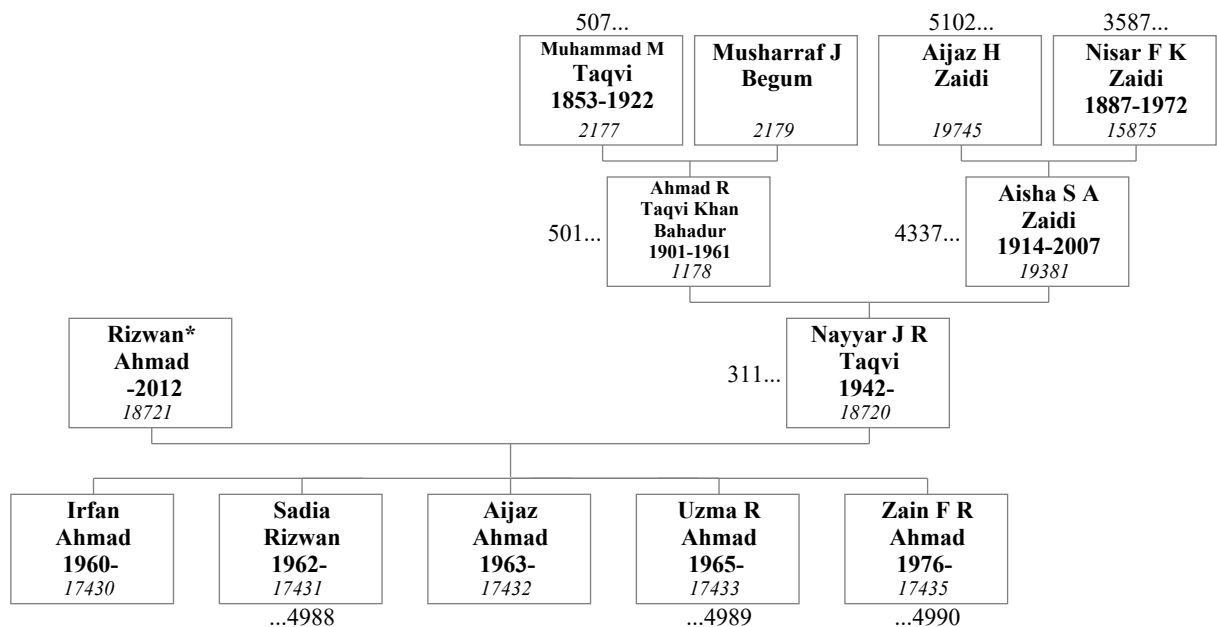 507...
5102...
3587...
Muhammad M
Taqvi
1853-1922
2177
Musharraf J
Begum
2179
Aijaz H
Zaidi
19745
Nisar F K
Zaidi
1887-1972
15875
501...
Ahmad R
Taqvi Khan
Bahadur
1901-1961
1178
4337...
Aisha S A
Zaidi
1914-2007
19381
Rizwan*
Ahmad
-2012
18721
311...
Nayyar J R
Taqvi
1942-
18720
Irfan
Ahmad
1960-
17430
Sadia
Rizwan
1962-
17431
...4988
Aijaz
Ahmad
1963-
17432
Uzma R
Ahmad
1965-
17433
...4989
Zain F R
Ahmad
1976-
17435
...4990